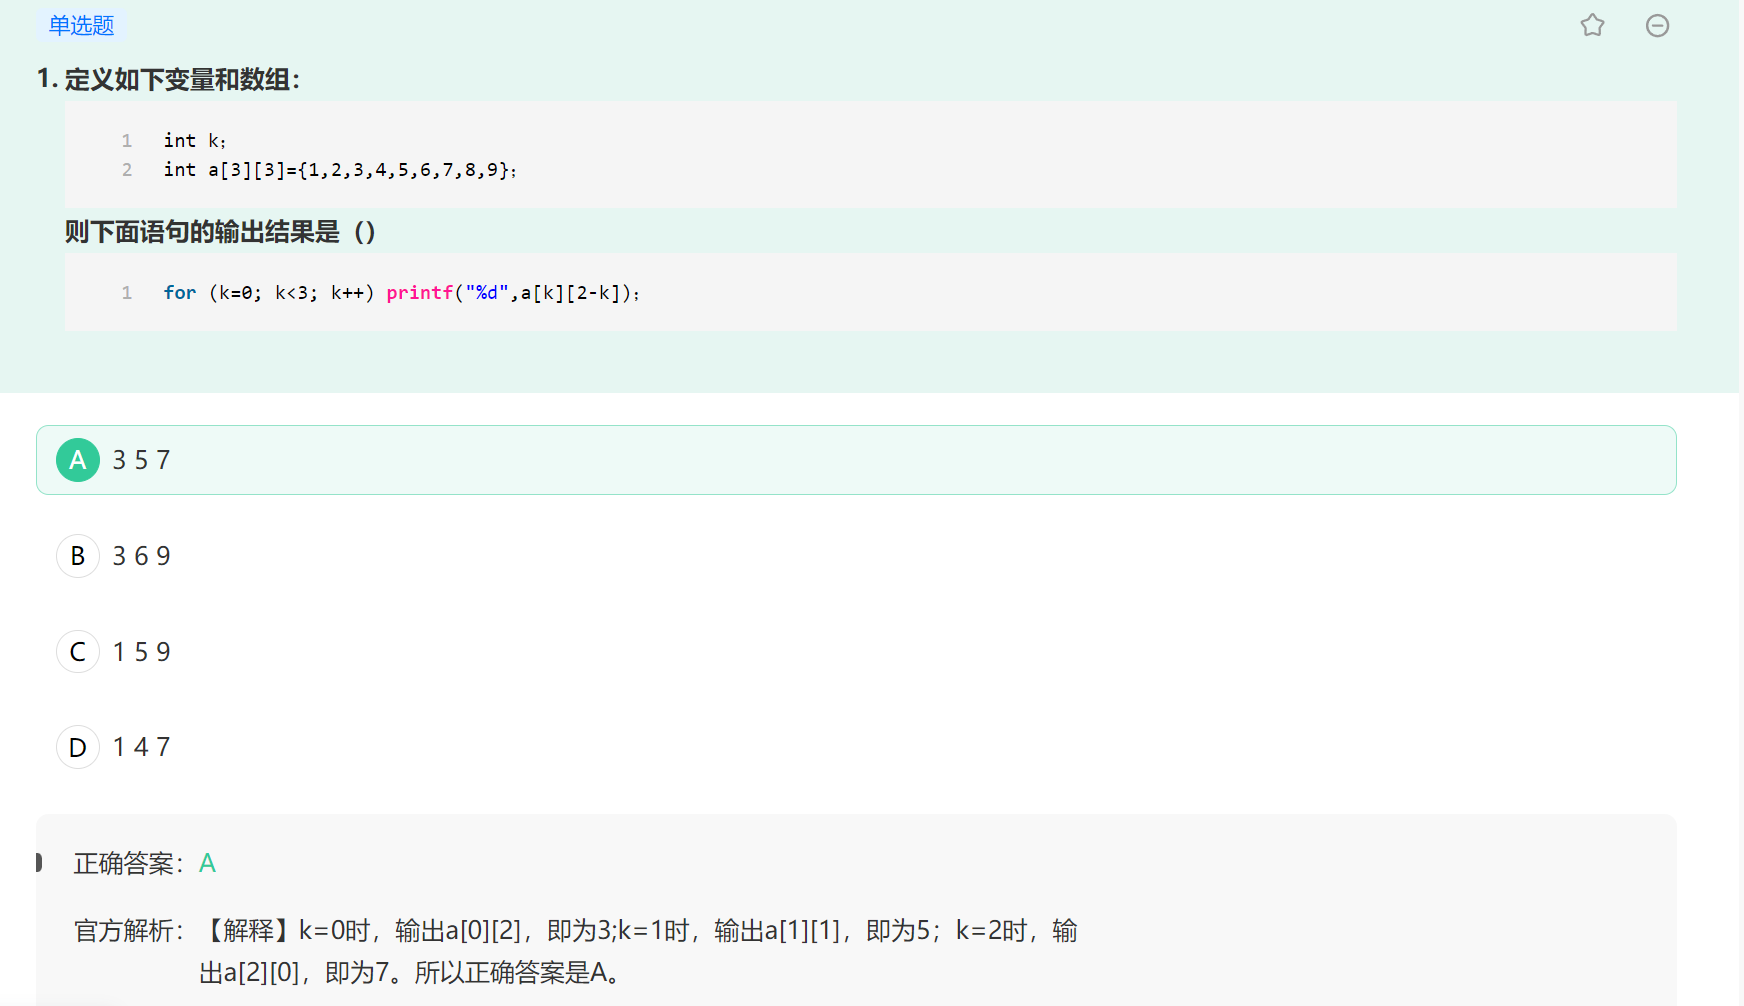 单选题
1. 定义如下变量和数组：
1 int k;
2 int a[3][3]={1,2,3,4,5,6,7,8,9};
则下面语句的输出结果是（）
1 for (k=0; k<3; k++) printf("%d",a[k][2-k]);
A 3 5 7
B 3 6 9
C 1 5 9
D 1 4 7
正确答案：A
官方解析：【解释】k=0时，输出a[0][2]，即为3;k=1时，输出a[1][1]，即为5；k=2时，输
出a[2][0]，即为7。所以正确答案是A。